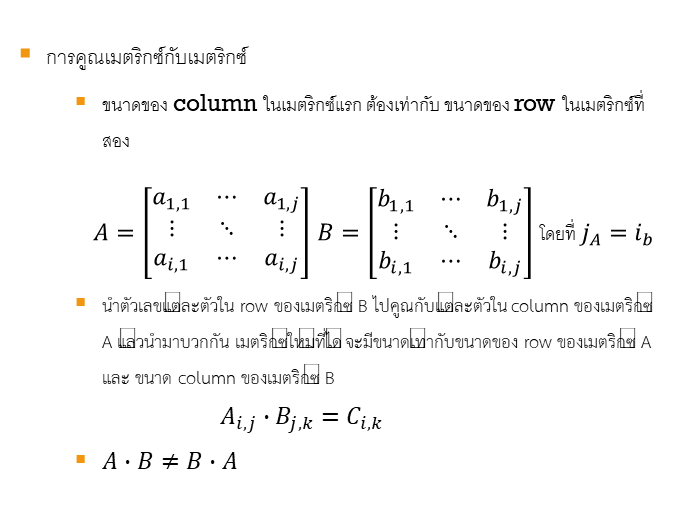 การคูณเมตริกซ์กับเมตริกซ์
ขนาดของ column ในเมตริกซ์แรก ต้องเท่ากับ ขนาดของ row ในเมตริกซ์ที่
สอง
A = [a1,1 ⋯ a1,j ⋮ ⋱ ⋮ ai,1 ⋯ ai,j] B = [b1,1 ⋯ b1,j ⋮ ⋱ ⋮ bi,1 ⋯ bi,j] โดยที่ jA = ib
นำตัวเลขแต่ละตัวใน row ของเมตริกซ์ B ไปคูณกับแต่ละตัวใน column ของเมตริกซ์
A แล้วนำมาบวกกัน เมตริกซ์ใหม่ที่ได้ จะมีขนาดเท่ากับขนาดของ row ของเมตริกซ์ A
และ ขนาด column ของเมตริกซ์ B
Ai,j · Bj,k = Ci,k
A · B ≠ B · A